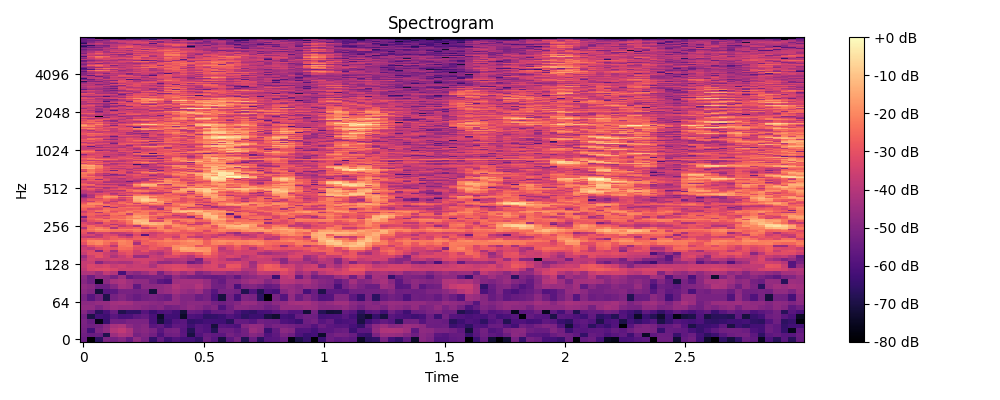 Spectrogram
4096
2048
1024
512
256
128
64
0
Hz
0
0.5
1
1.5
2
2.5
Time
+0 dB
-10 dB
-20 dB
-30 dB
-40 dB
-50 dB
-60 dB
-70 dB
-80 dB